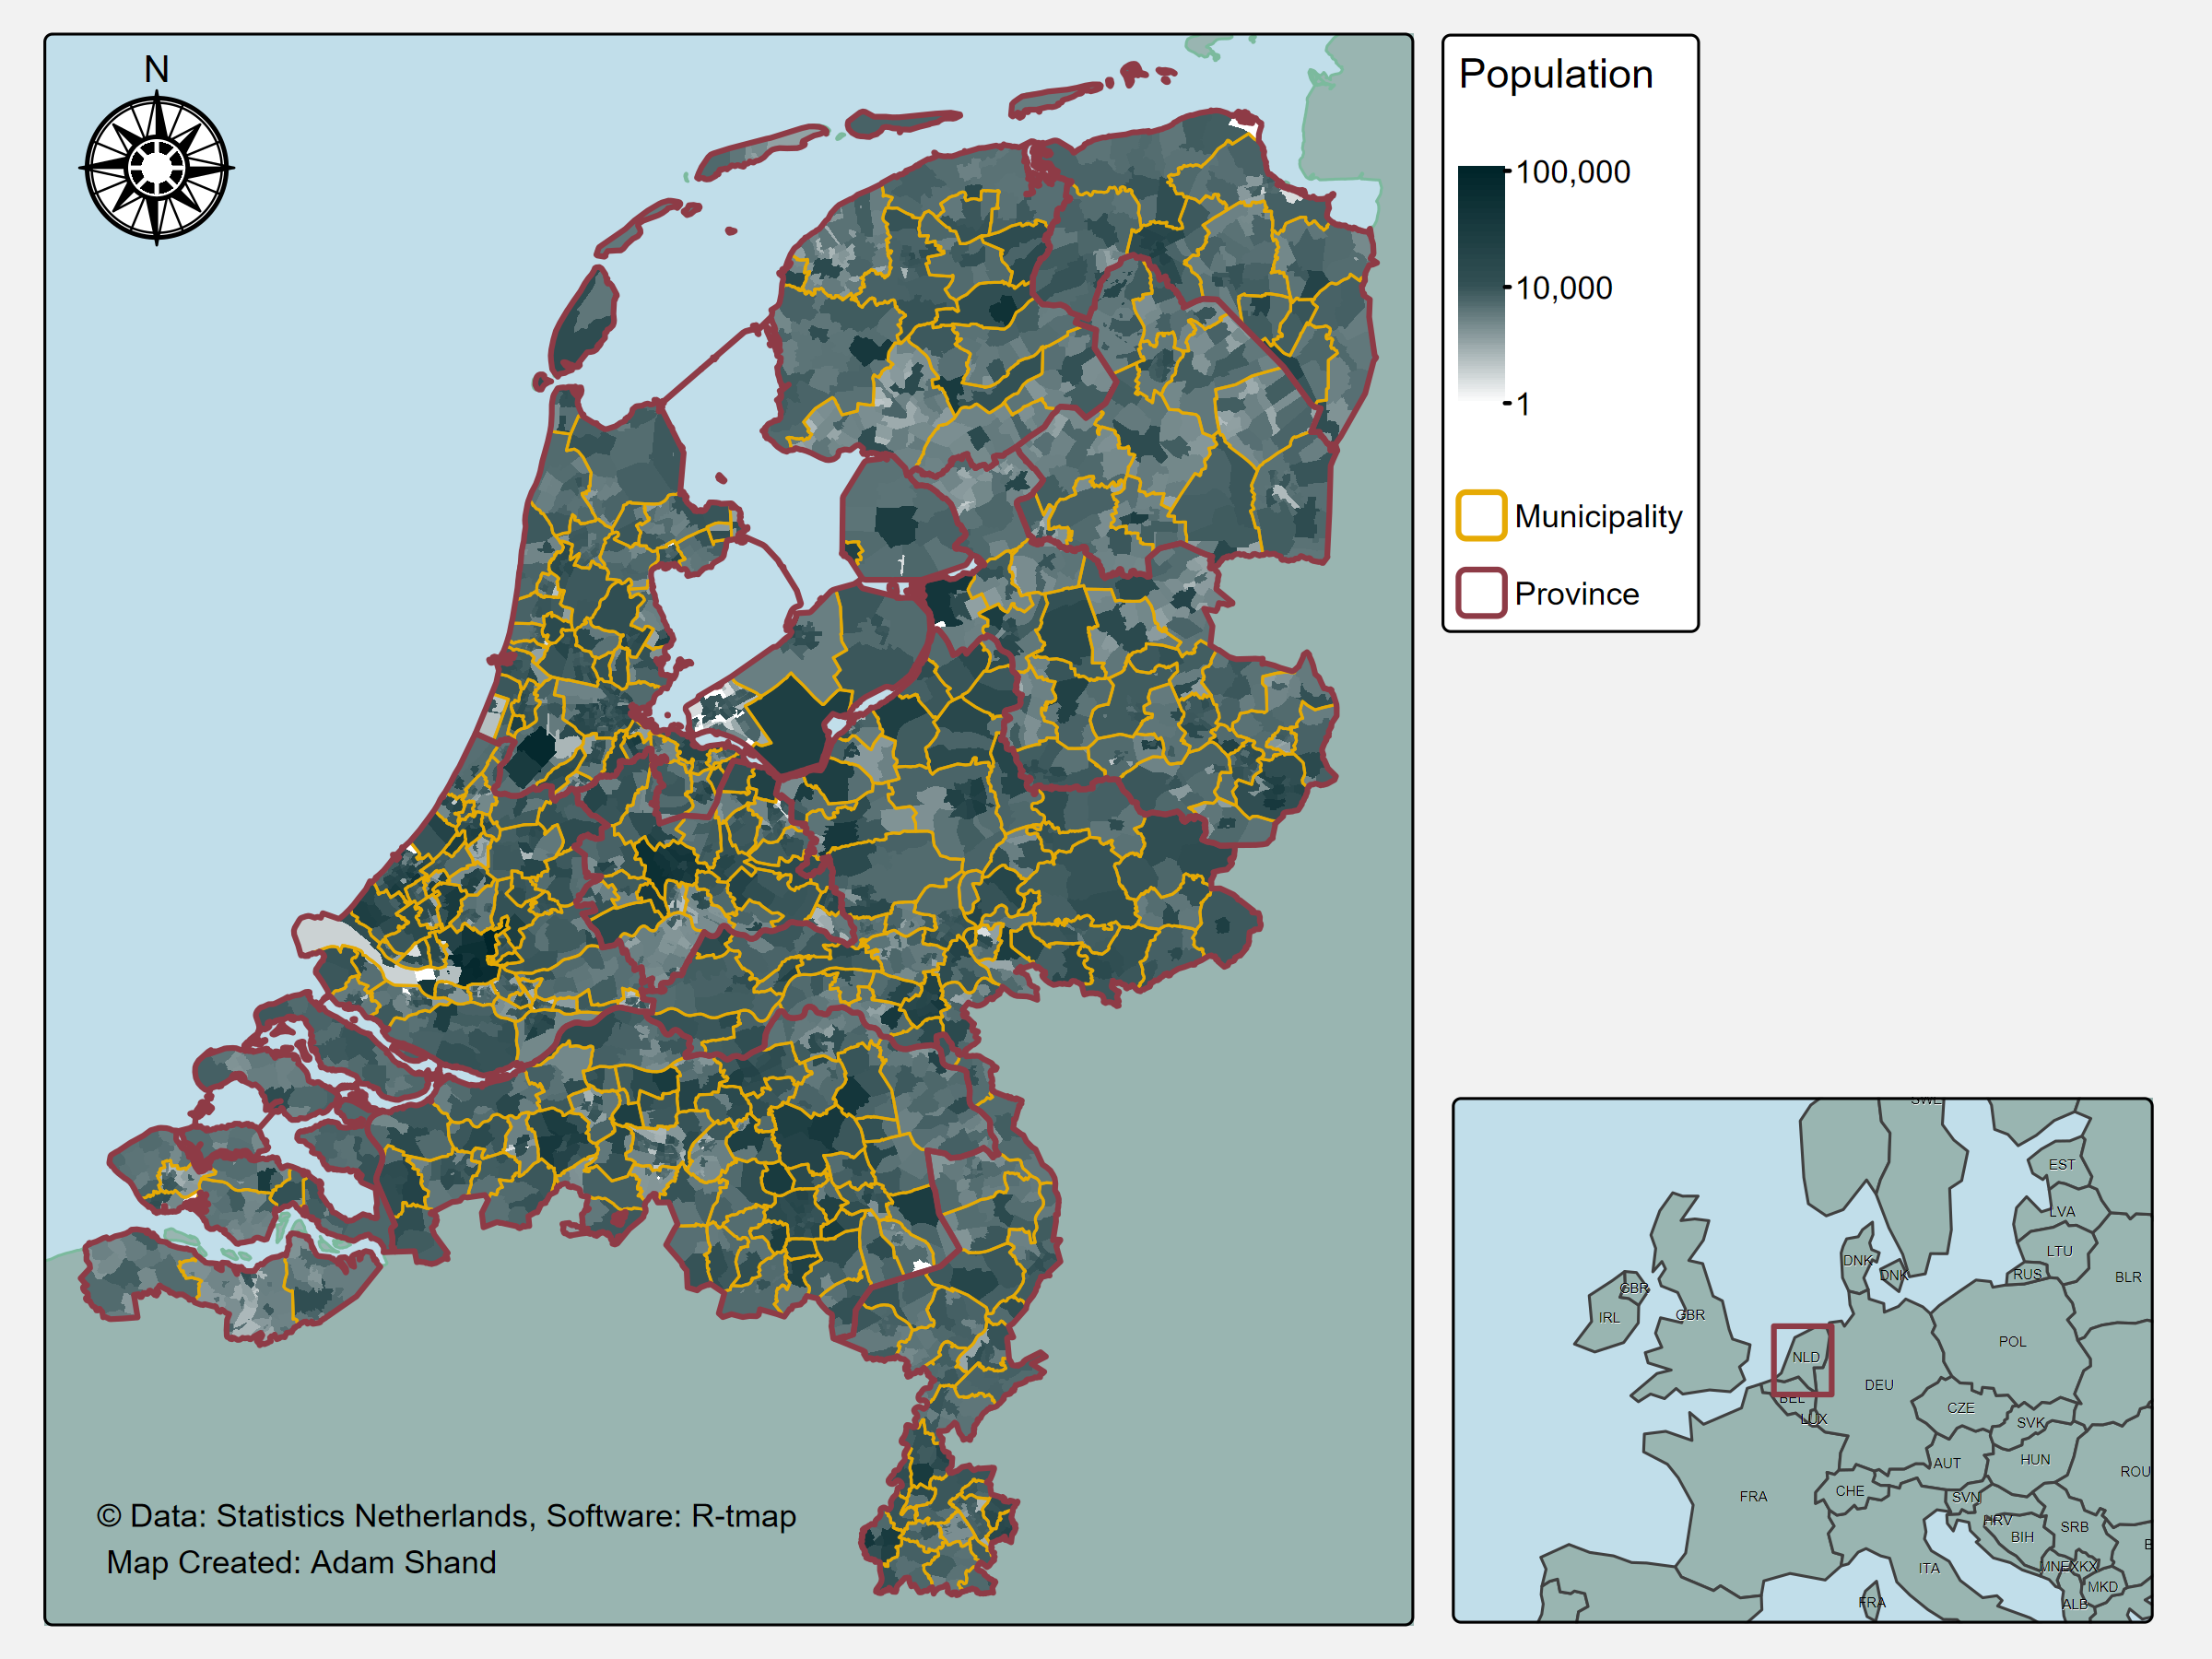 N
© Data: Statistics Netherlands, Software: R-tmap
Map Created: Adam Shand
Population
100,000
10,000
1
Municipality
Province
SWE
EST
LVA
LTU
DNK
DNK
RUS
BLR
GBR
GBR
IRL
POL
NLD
DEU
BEL
CZE
LUX
SVK
AUT
HUN
CHE
ROU
FRA
SVN
HRV
SRB
BIH
B
ITA
MNE
XKX
MKD
FRA
ALB